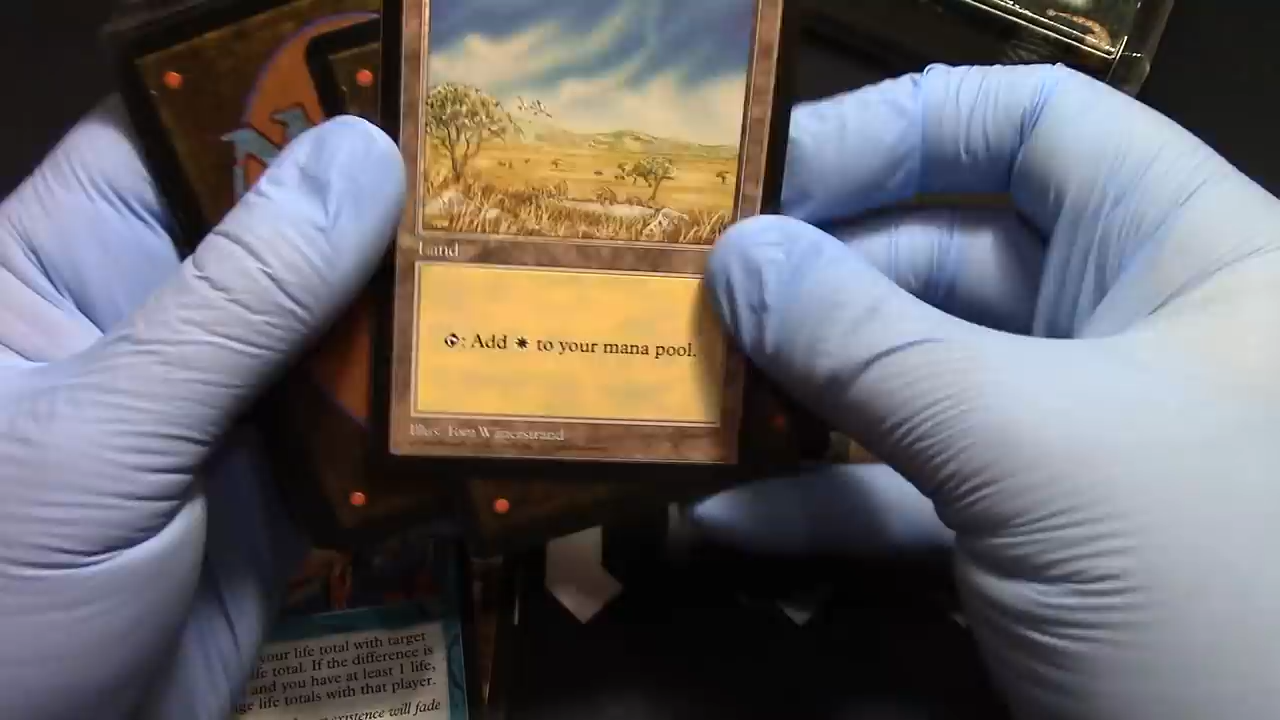 Land
: Add to your mana pool.
Illus. Tom Wänerstrand
your life total with target
life total. If the difference is
and you have at least 1 life,
ge life totals with that player.
existence will fade